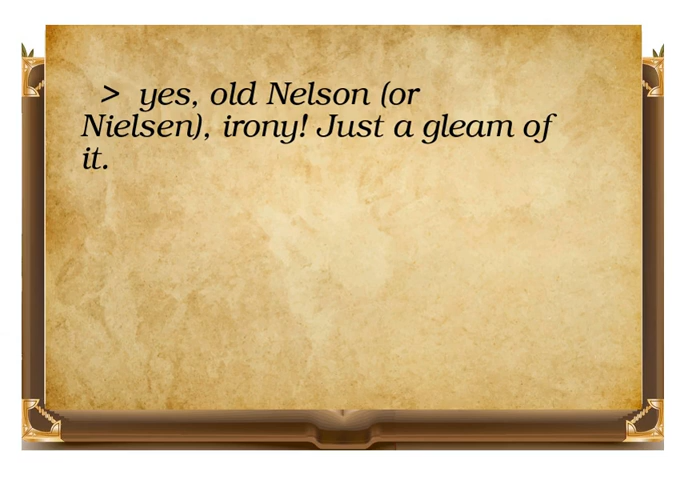 > yes, old Nelson (or
Nielsen), irony! Just a gleam of
it.